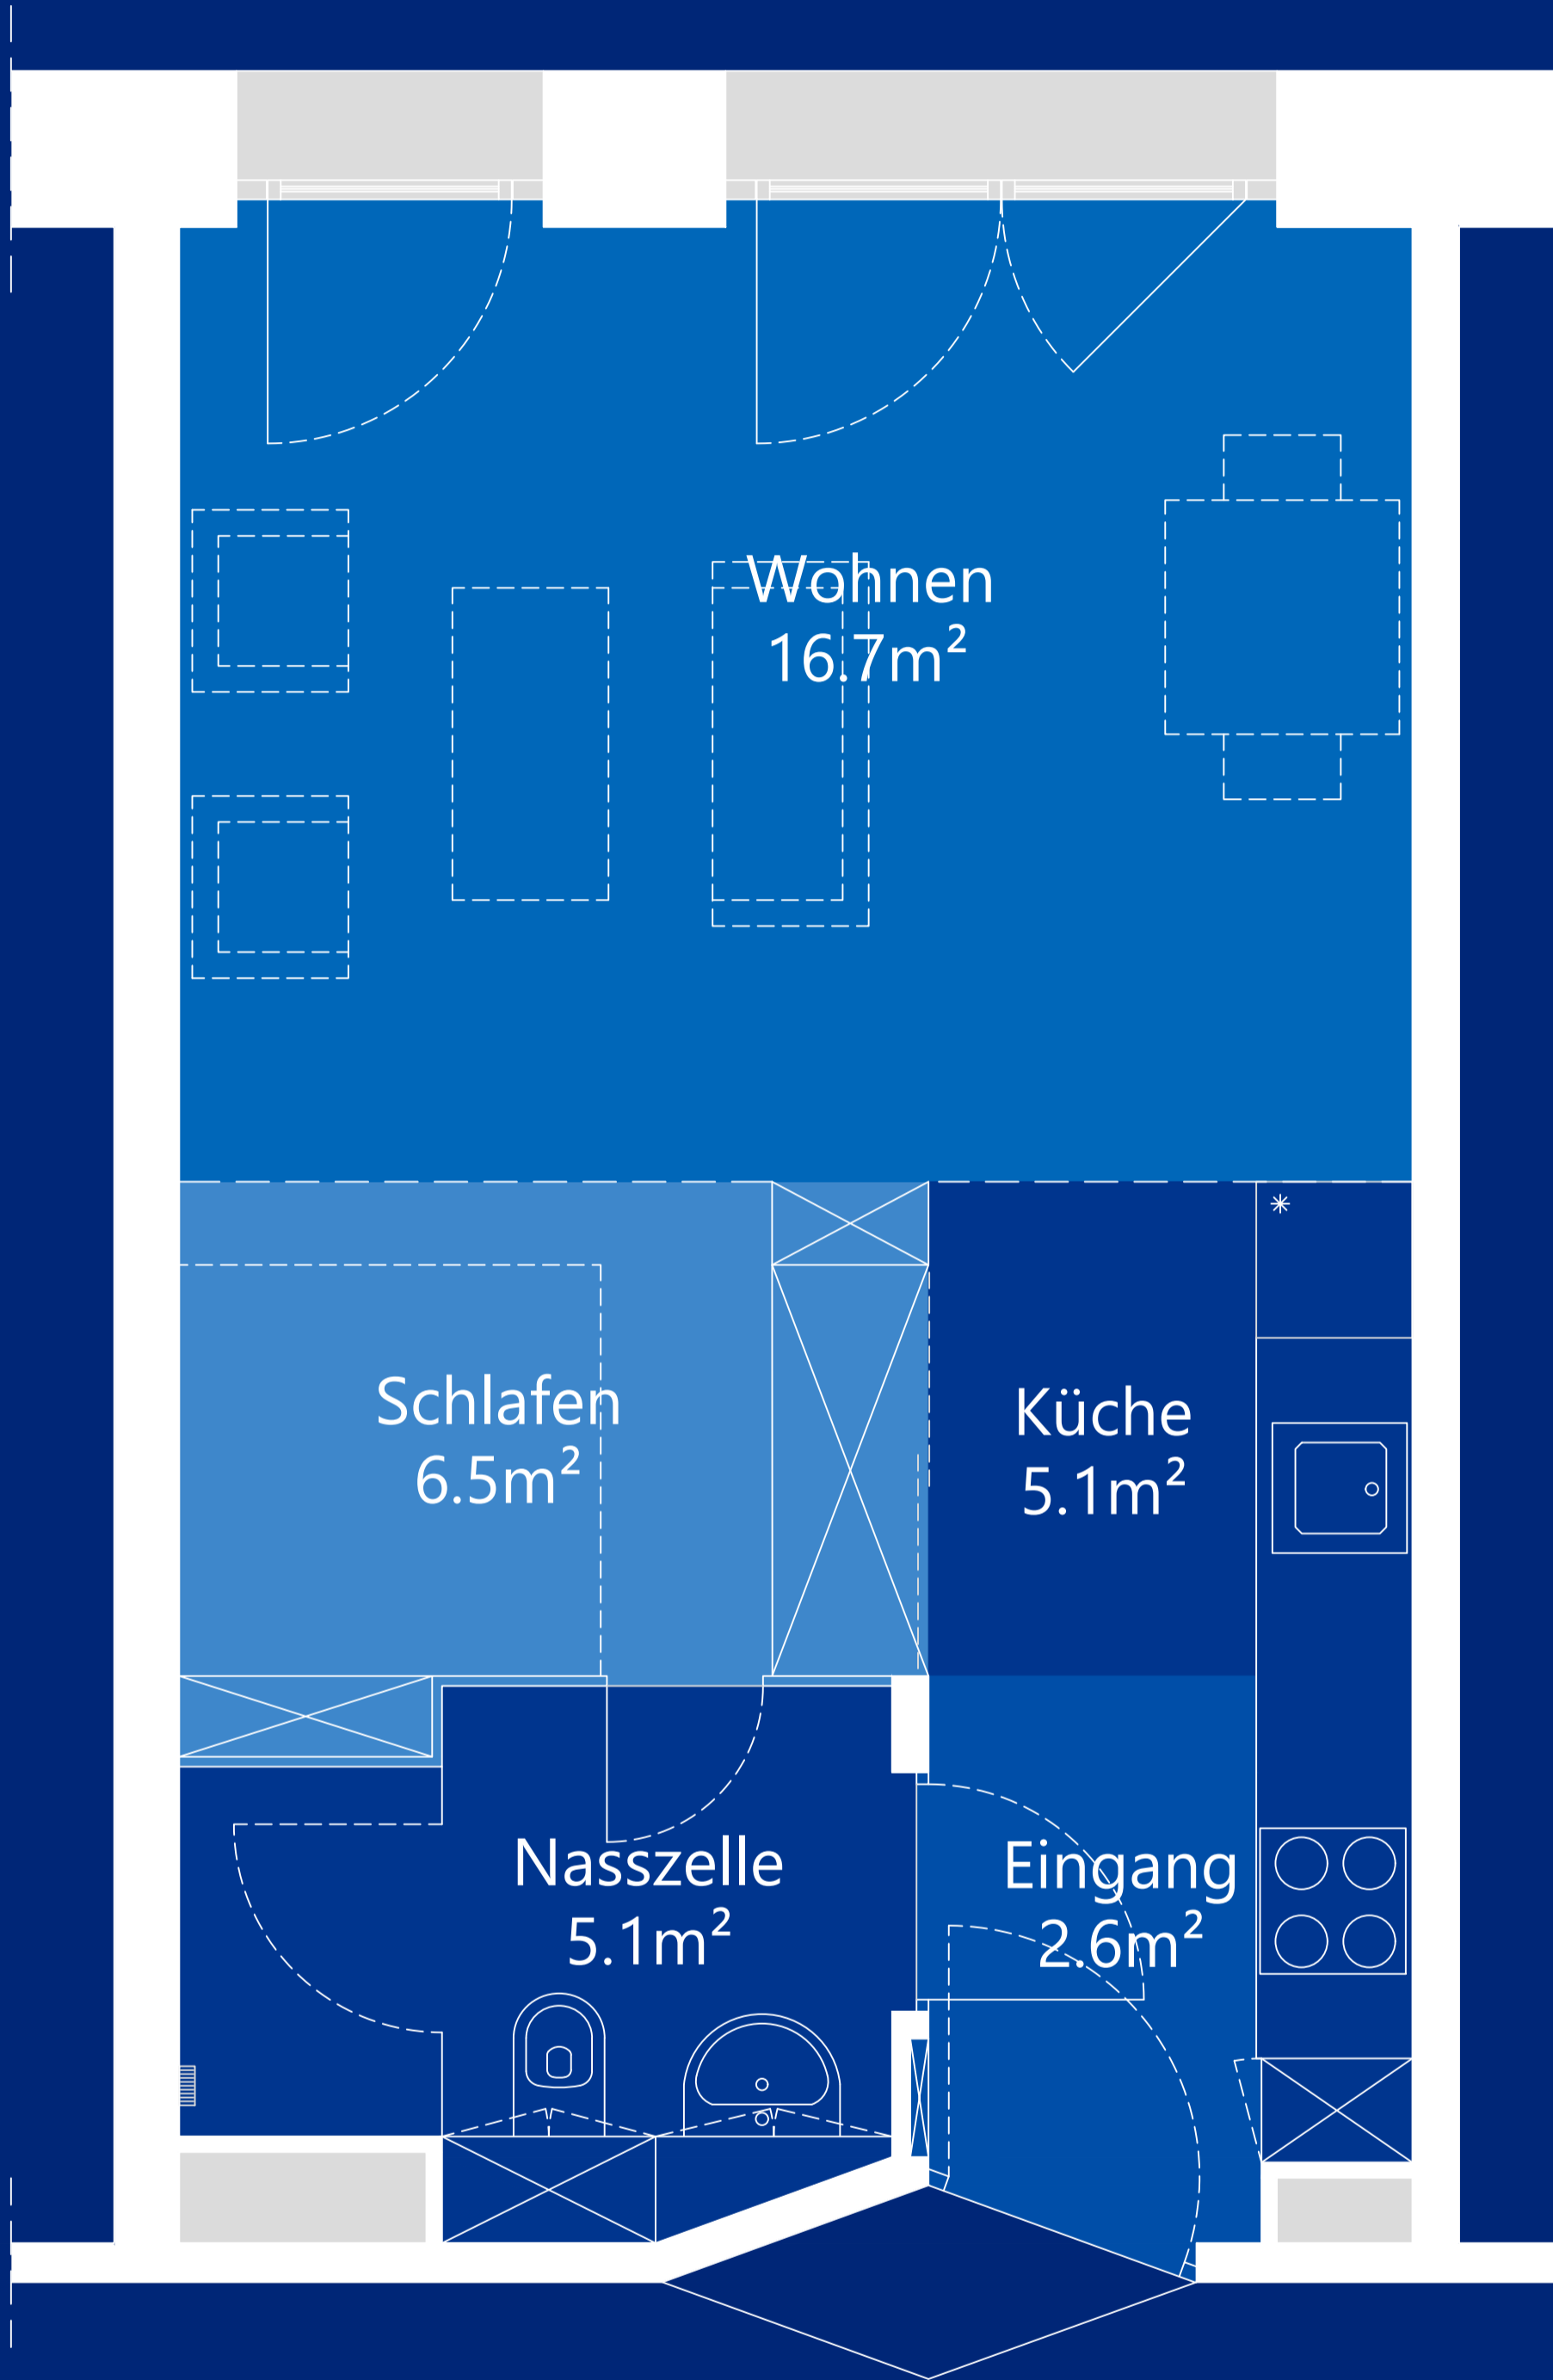 Wohnen
16.7m²
Schlafen
6.5m²
Küche
5.1m²
Nasszelle
5.1m²
Eingang
2.6m²